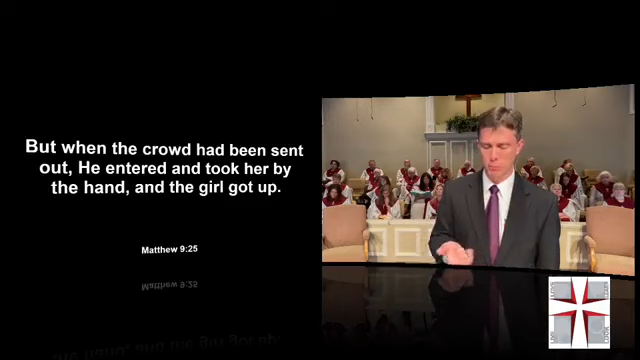 But when the crowd had been sent
out, He entered and took her by
the hand, and the girl got up.
Matthew 9:25